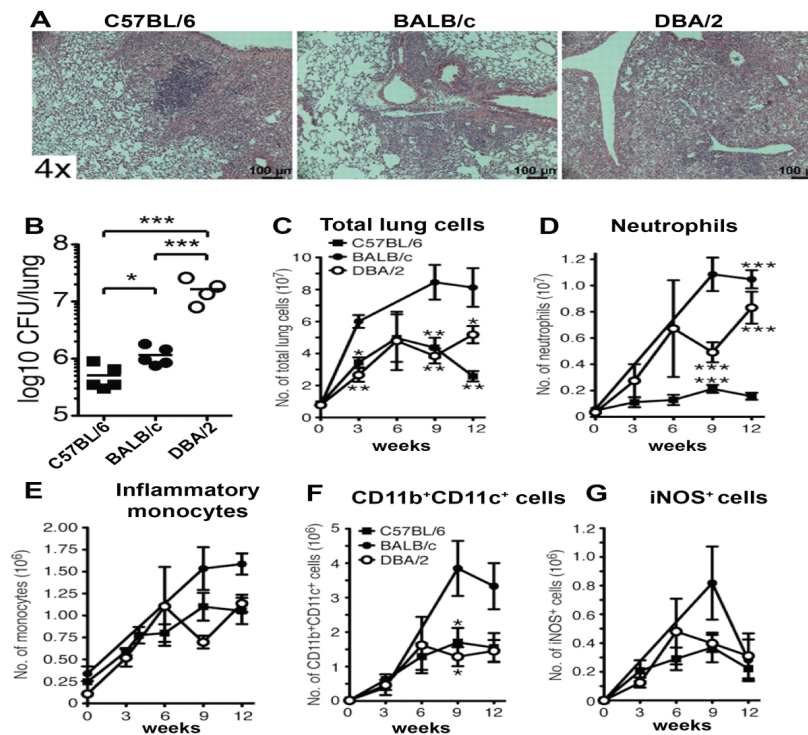 A C57BL/6 BALB/c DBA/2
4x 100 µm 100 µm 100 µm
B
log10 CFU/lung
8
7
6
5
***
***
*
C57BL/6
BALB/c
DBA/2
C Total lung cells
C57BL/6
BALB/c
DBA/2
No. of total lung cells (10⁷)
10
8
6
4
2
0
*
**
**
**
*
**
0 3 6 9 12
weeks
D Neutrophils
No. of neutrophils (10⁷)
1.2
1.0
0.8
0.6
0.4
0.2
0
***
***
***
***
0 3 6 9 12
weeks
E Inflammatory
monocytes
No. of monocytes (10⁶)
2.00
1.75
1.50
1.25
1.00
0.75
0.50
0.25
0
0 3 6 9 12
weeks
F CD11b⁺CD11c⁺ cells
C57BL/6
BALB/c
DBA/2
No. of CD11b⁺CD11c⁺ cells (10⁶)
5
4
3
2
1
0
*
*
0 3 6 9 12
weeks
G iNOS⁺ cells
No. of iNOS⁺ cells (10⁶)
1.2
1.0
0.8
0.6
0.4
0.2
0
0 3 6 9 12
weeks